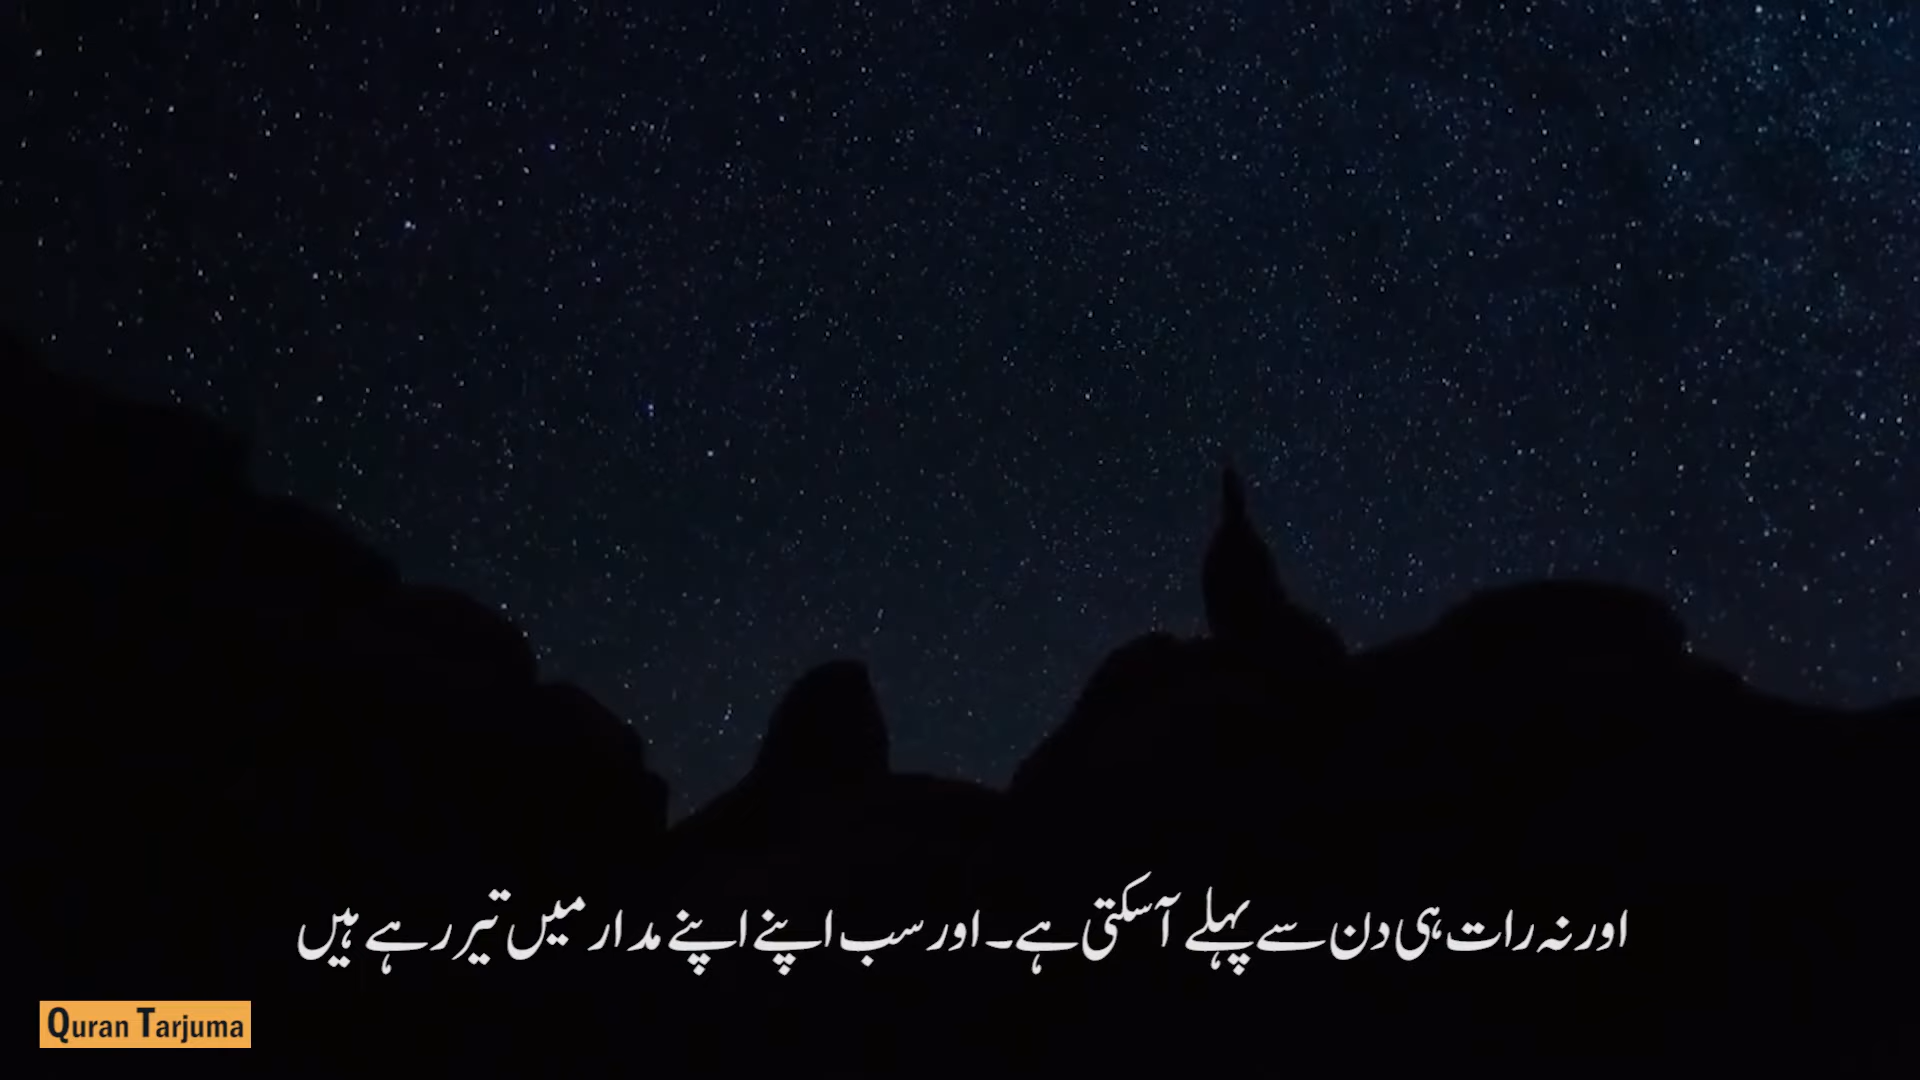 اور نہ رات ہی دن سے پہلے آسکتی ہے۔ اور سب اپنے اپنے مدار میں تیر رہے ہیں
Quran Tarjuma